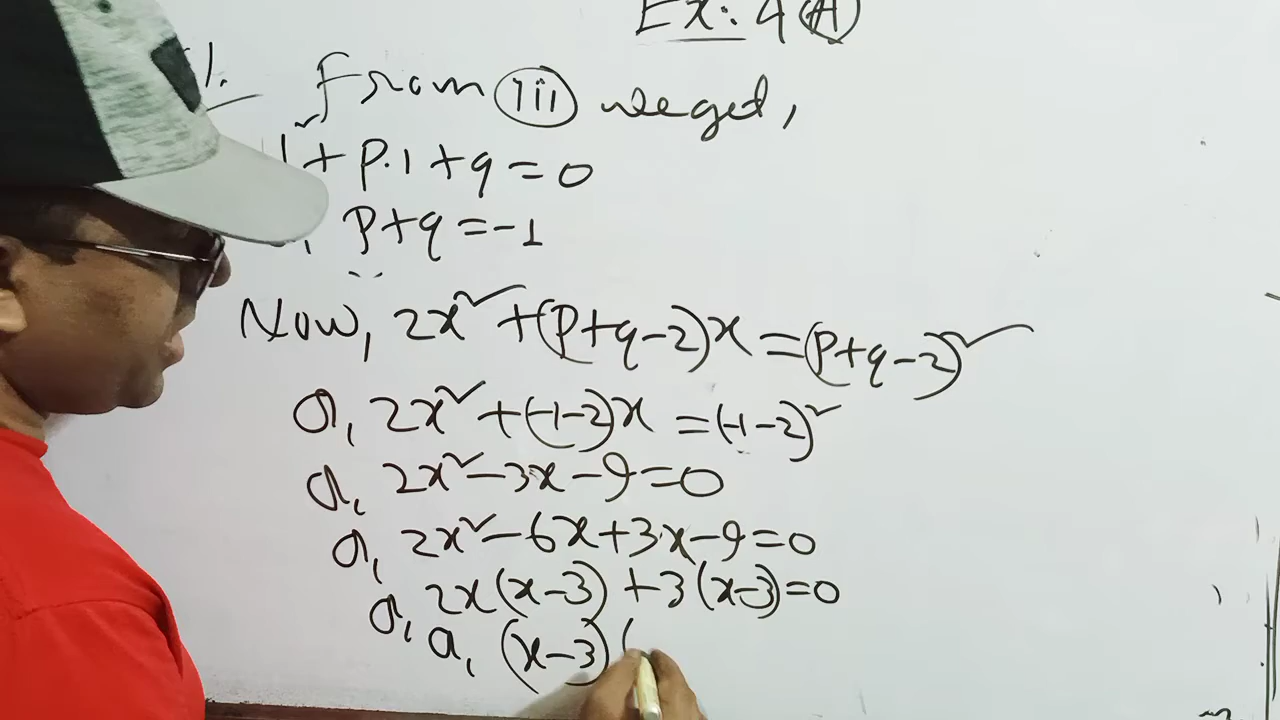 Ex: 4 (A)
1. From (iii) we get,
1² + p.1 + q = 0
p+q = -1
Now, 2x² + (p+q-2)x = (p+q-2)²
Or, 2x² + (-1-2)x = (-1-2)²
Or, 2x² - 3x - 9 = 0
Or, 2x² - 6x + 3x - 9 = 0
Or, 2x(x-3) + 3(x-3) = 0
Or, (x-3)(